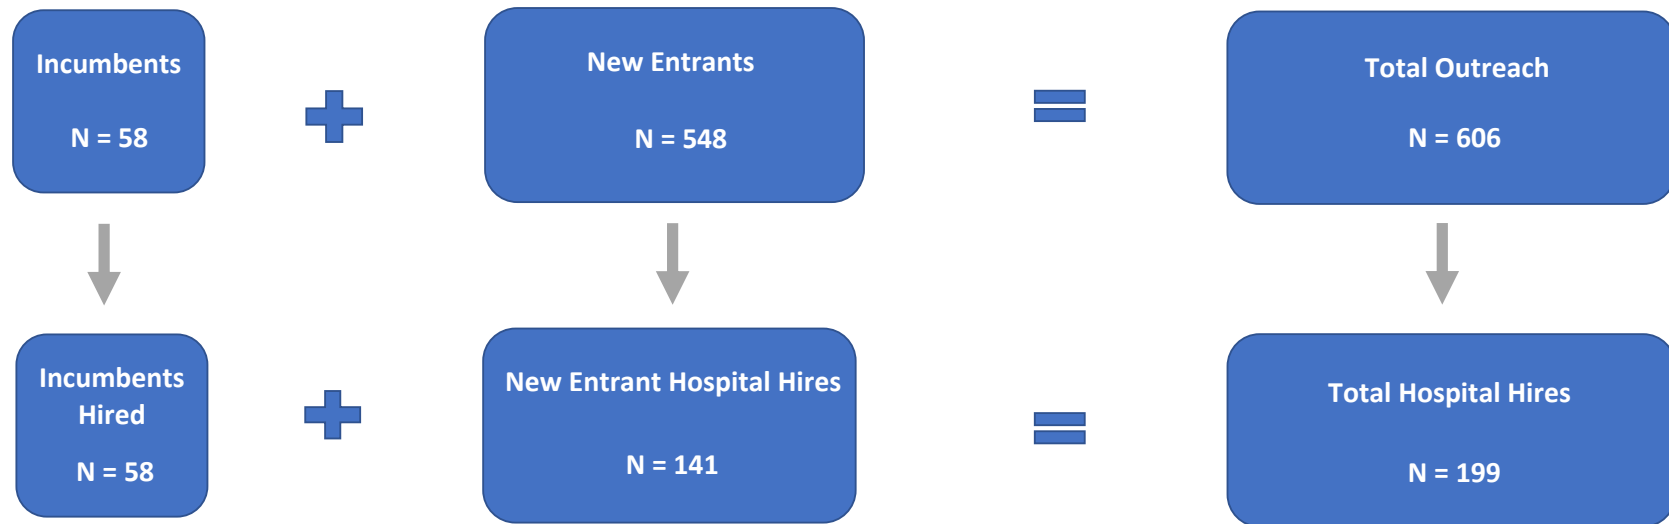 Incumbents
N = 58
New Entrants
N = 548
Total Outreach
N = 606
Incumbents
Hired
N = 58
New Entrant Hospital Hires
N = 141
Total Hospital Hires
N = 199